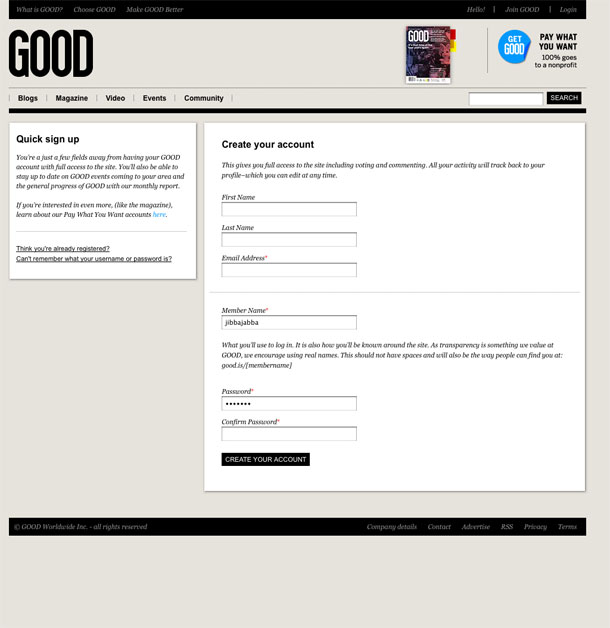 What is GOOD? Choose GOOD Make GOOD Better Hello! Join GOOD Login
GOOD
GOOD
GET
GOOD
PAY WHAT
YOU WANT
100% goes
to a nonprofit
Blogs Magazine Video Events Community SEARCH
Quick sign up
You're a just a few fields away from having your GOOD
account with full access to the site. You'll also be able to
stay up to date on GOOD events coming to your area and
the general progress of GOOD with our monthly report.
If you're interested in even more, (like the magazine),
learn about our Pay What You Want accounts here.
Think you're already registered?
Can't remember what your username or password is?
Create your account
This gives you full access to the site including voting and commenting. All your activity will track back to your
profile–which you can edit at any time.
First Name
Last Name
Email Address*
Member Name*
jibbajabba
What you'll use to log in. It is also how you'll be known around the site. As transparency is something we value at
GOOD, we encourage using real names. This should not have spaces and will also be the way people can find you at:
good.is/[membername]
Password*
•••••••
Confirm Password*
CREATE YOUR ACCOUNT
© GOOD Worldwide Inc. - all rights reserved Company details Contact Advertise RSS Privacy Terms